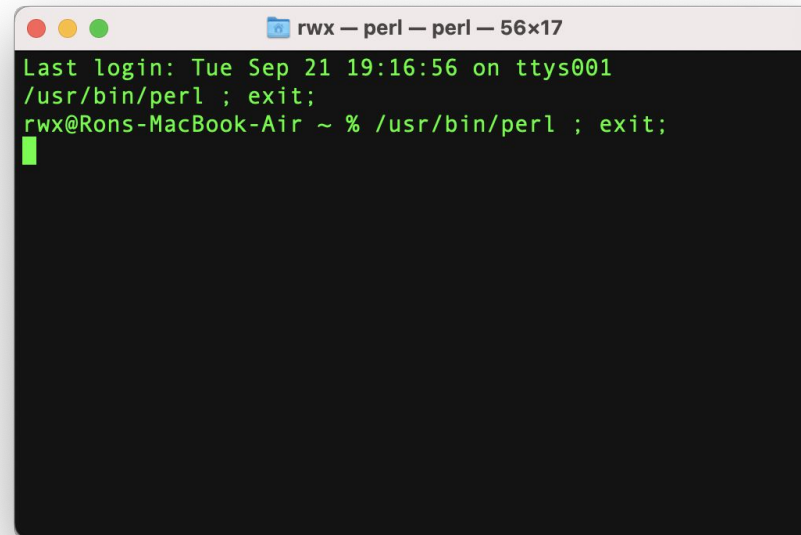 rwx — perl — perl — 56×17
Last login: Tue Sep 21 19:16:56 on ttys001
/usr/bin/perl ; exit;
rwx@Rons-MacBook-Air ~ % /usr/bin/perl ; exit;